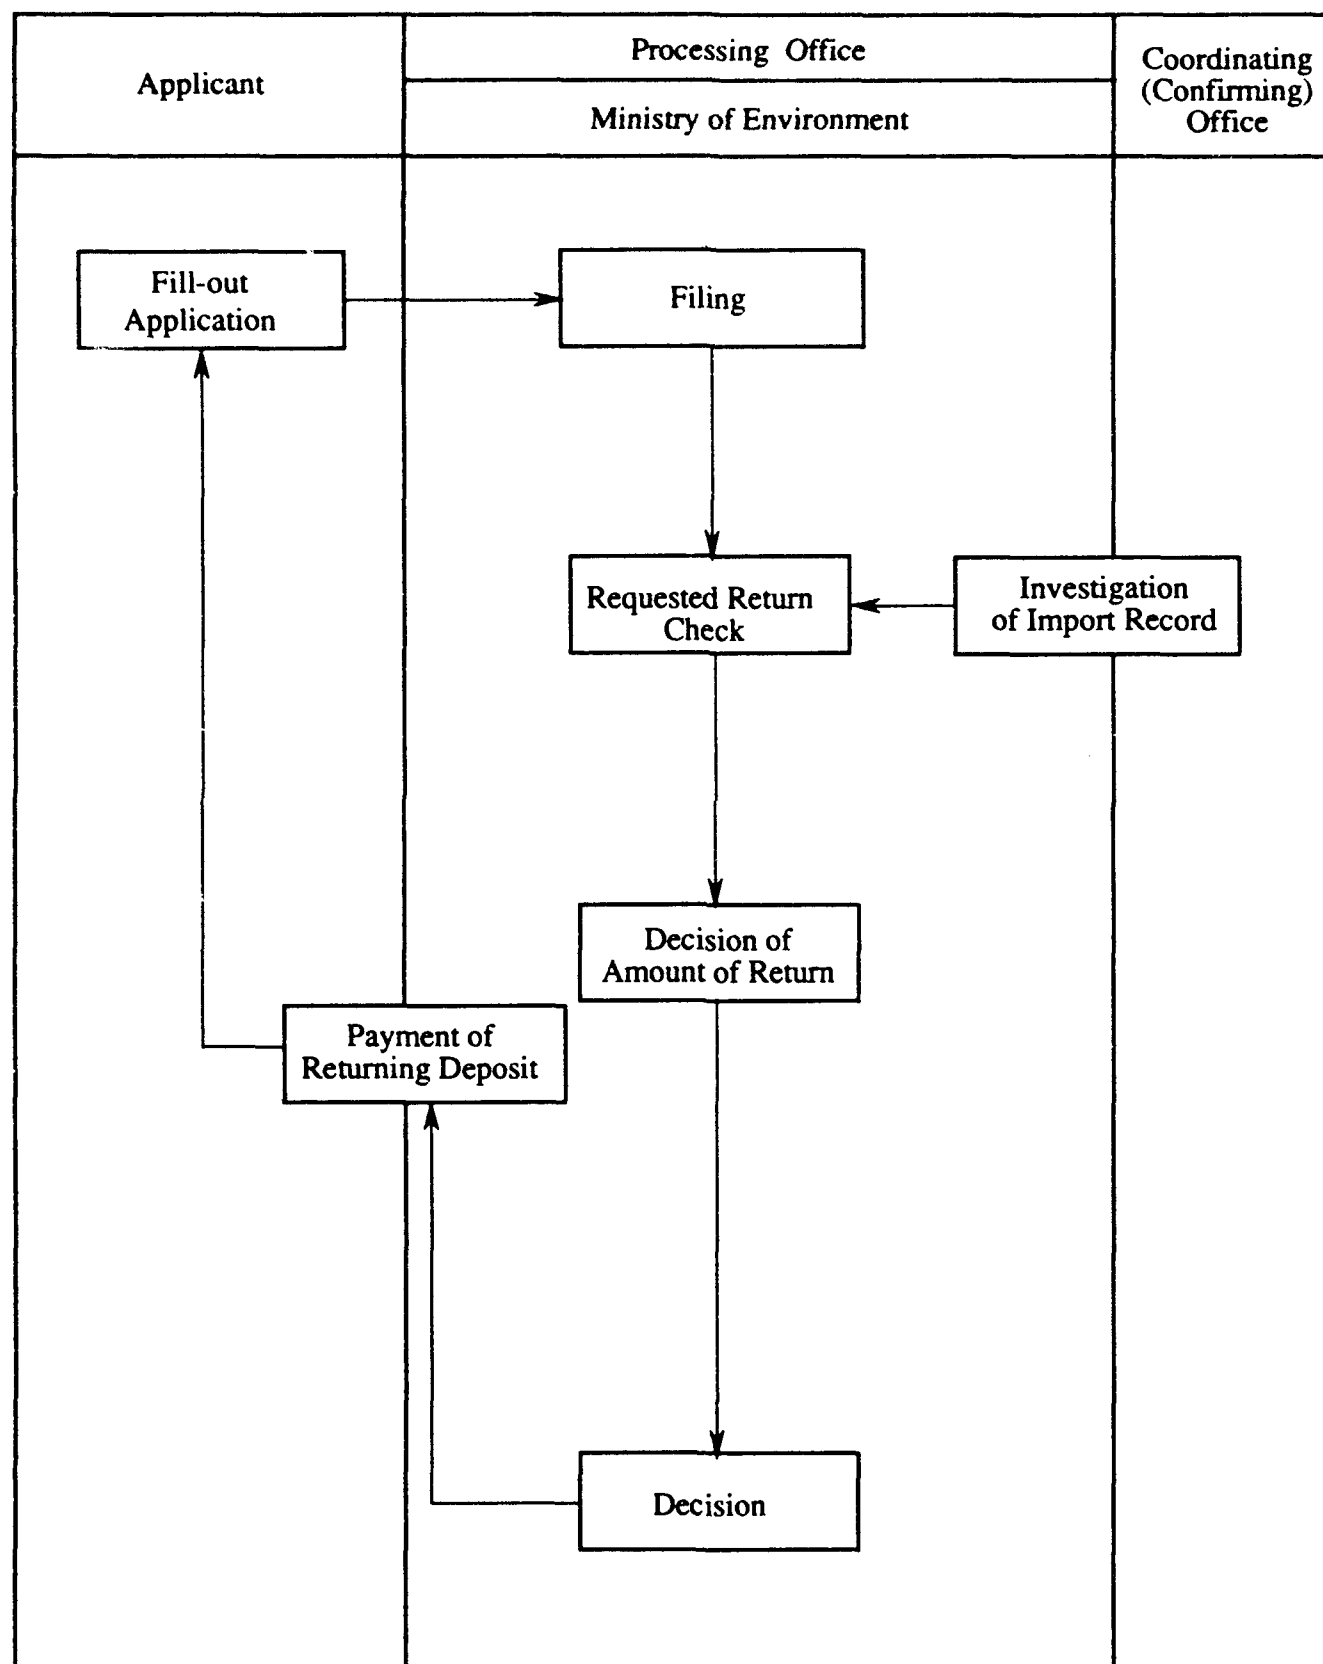 Applicant
Processing Office
Ministry of Environment
Coordinating
(Confirming)
Office
Fill-out
Application
Filing
Requested Return
Check
Investigation
of Import Record
Decision of
Amount of Return
Payment of
Returning Deposit
Decision